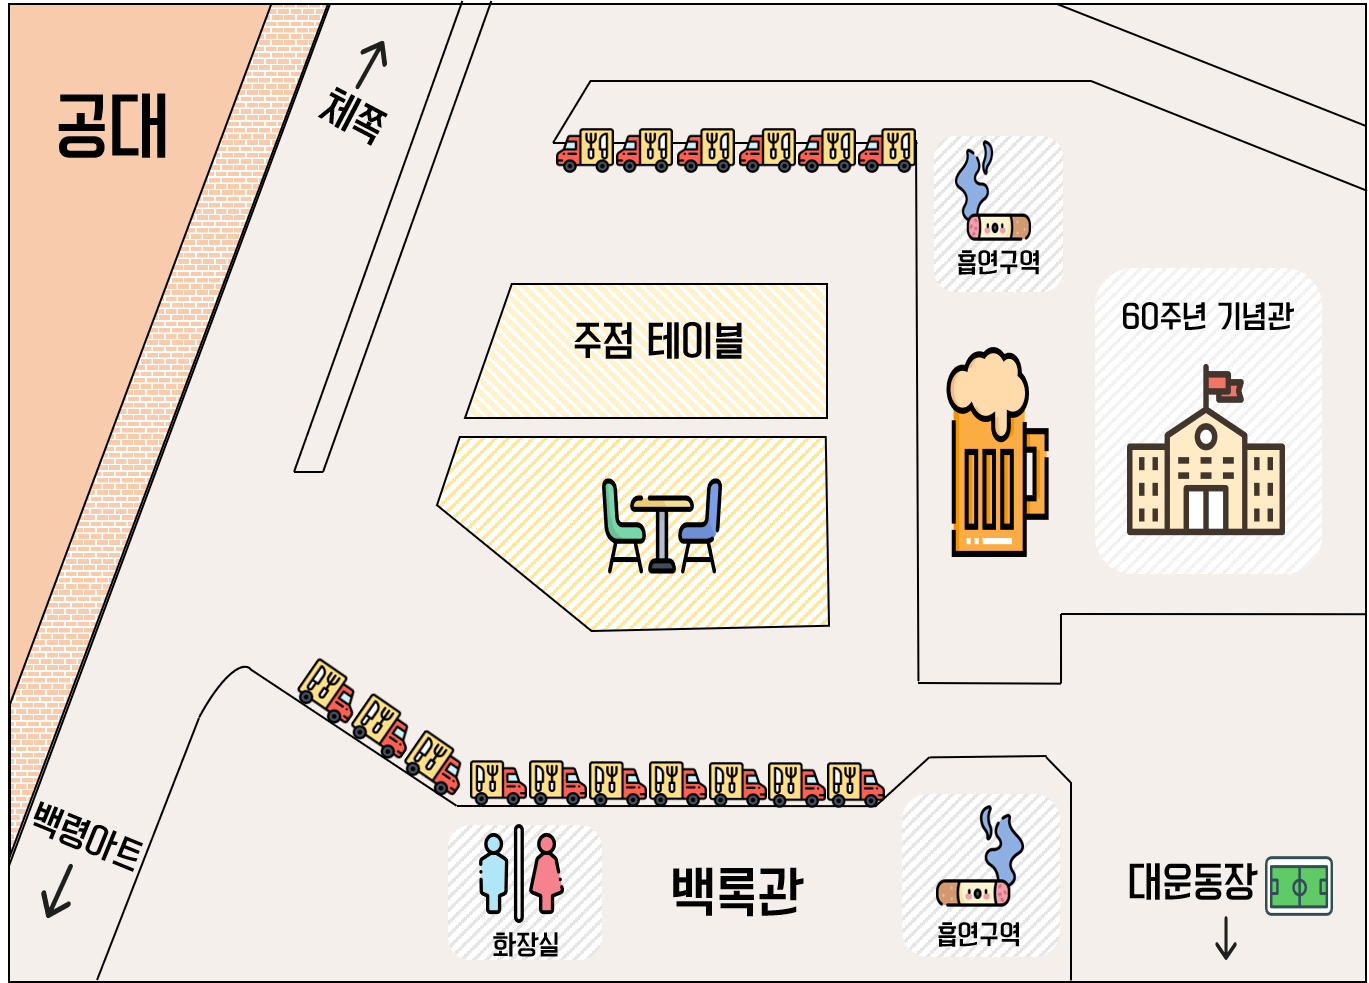 공대
체쪽
흡연구역
60주년 기념관
주점 테이블
백령아트
화장실
백록관
흡연구역
대운동장